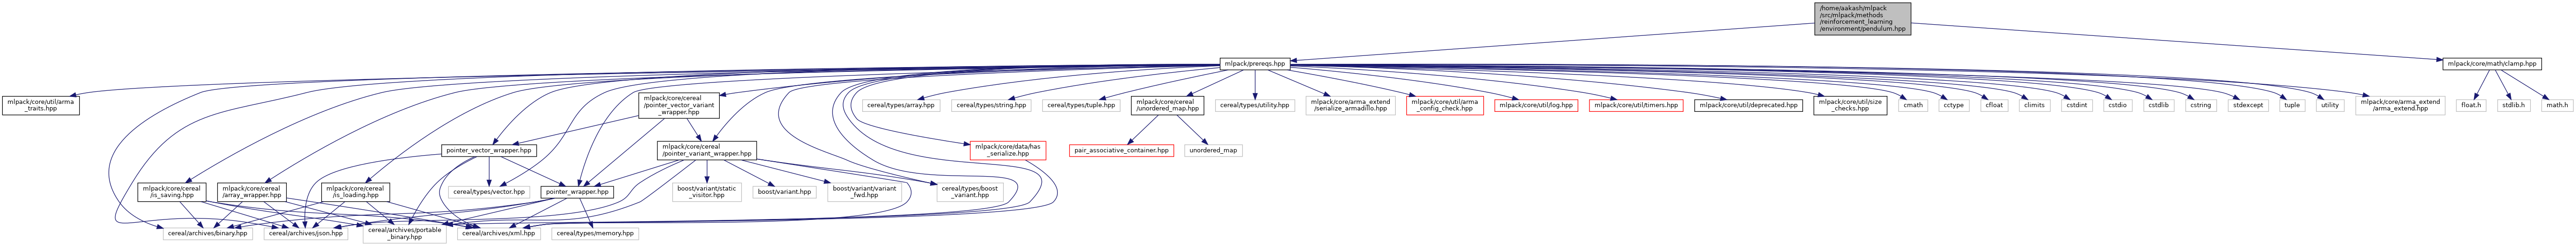 /home/aakash/mlpack
/src/mlpack/methods
/reinforcement_learning
/environment/pendulum.hpp
mlpack/prereqs.hpp
mlpack/core/math/clamp.hpp
mlpack/core/util/arma
_traits.hpp
mlpack/core/cereal
/pointer_vector_variant
_wrapper.hpp
cereal/types/array.hpp
cereal/types/string.hpp
cereal/types/tuple.hpp
mlpack/core/cereal
/unordered_map.hpp
cereal/types/utility.hpp
mlpack/core/arma_extend
/serialize_armadillo.hpp
mlpack/core/util/arma
_config_check.hpp
mlpack/core/util/log.hpp
mlpack/core/util/timers.hpp
mlpack/core/util/deprecated.hpp
mlpack/core/util/size
_checks.hpp
cmath
cctype
cfloat
climits
cstdint
cstdio
cstdlib
cstring
stdexcept
tuple
utility
mlpack/core/arma_extend
/arma_extend.hpp
float.h
stdlib.h
math.h
pointer_vector_wrapper.hpp
mlpack/core/cereal
/pointer_variant_wrapper.hpp
mlpack/core/data/has
_serialize.hpp
pair_associative_container.hpp
unordered_map
mlpack/core/cereal
/is_saving.hpp
mlpack/core/cereal
/array_wrapper.hpp
mlpack/core/cereal
/is_loading.hpp
cereal/types/vector.hpp
pointer_wrapper.hpp
boost/variant/static
_visitor.hpp
boost/variant.hpp
boost/variant/variant
_fwd.hpp
cereal/types/boost
_variant.hpp
cereal/archives/binary.hpp
cereal/archives/json.hpp
cereal/archives/portable
_binary.hpp
cereal/archives/xml.hpp
cereal/types/memory.hpp